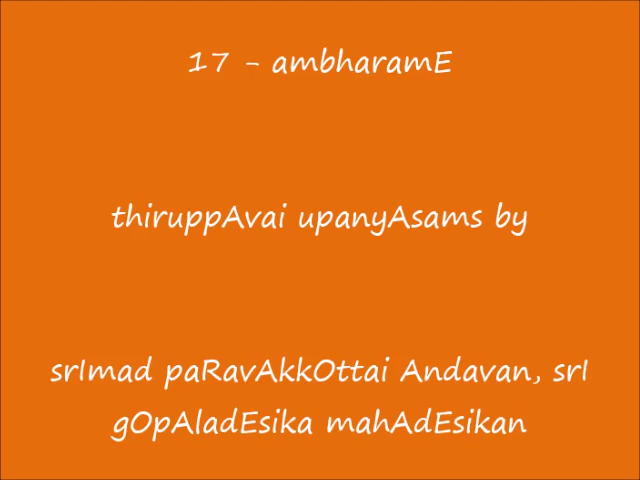 17 - ambharamE
thiruppAvai upanyAsams by
srImad paRavAkkOttai Andavan, srI
gOpAladEsika mahAdEsikan